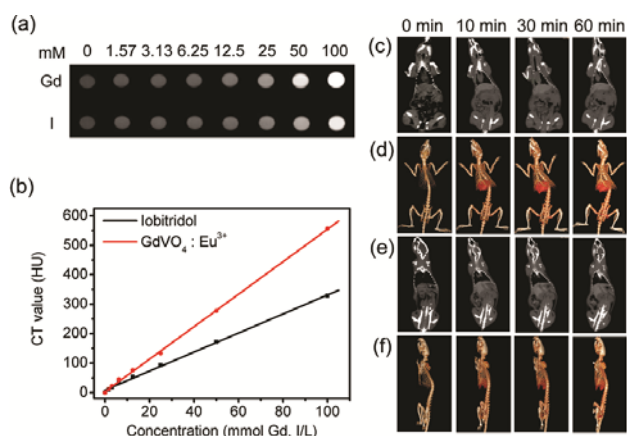 (a)
mM 0 1.57 3.13 6.25 12.5 25 50 100
Gd
I
(b)
600
500
400
300
200
100
0
CT value (HU)
Iobitridol
GdVO₄ : Eu³⁺
0 20 40 60 80 100
Concentration (mmol Gd, I/L)
0 min 10 min 30 min 60 min
(c)
(d)
(e)
(f)